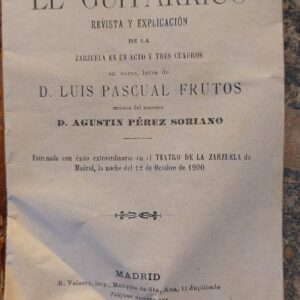 EL GUITARRICO
REVISTA Y EXPLICACIÓN
DE LA
ZARZUELA EN UN ACTO Y TRES CUADROS
en verso, letra de
D. LUIS PASCUAL FRUTOS
música del maestro
D. AGUSTIN PÉREZ SORIANO
Estrenada con éxito extraordinario en el TEATRO DE LA ZARZUELA de
Madrid, la noche del 12 de Octubre de 1900
MADRID
R. Velasco, imp., Marqués de Sta. Ana, 11 duplicado
Teléfono